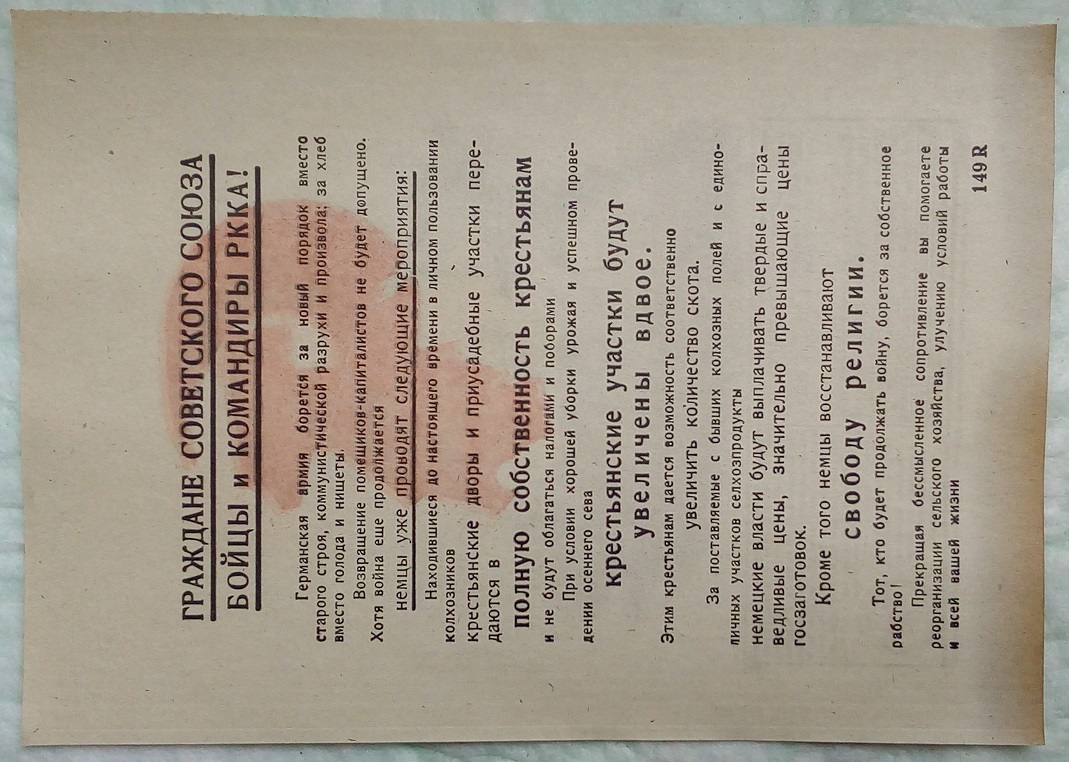 ГРАЖДАНЕ СОВЕТСКОГО СОЮЗА
БОЙЦЫ и КОМАНДИРЫ РККА!
Германская армия борется за новый порядок вместо
старого строя, коммунистической разрухи и произвола; за хлеб
вместо голода и нищеты.
Возвращение помещиков-капиталистов не будет допущено.
Хотя война еще продолжается
немцы уже проводят следующие мероприятия:
Находившиеся до настоящего времени в личном пользовании
колхозников
крестьянские дворы и приусадебные участки пере-
даются в
полную собственность крестьянам
и не будут облагаться налогами и поборами
При условии хорошей уборки урожая и успешном прове-
дении осеннего сева
крестьянские участки будут
увеличены вдвое.
Этим крестьянам дается возможность соответственно
увеличить количество скота.
За поставляемые с бывших колхозных полей и с едино-
личных участков селхозпродукты
немецкие власти будут выплачивать твердые и спра-
ведливые цены, значительно превышающие цены
госзаготовок.
Кроме того немцы восстанавливают
свободу религии.
Тот, кто будет продолжать войну, борется за собственное
рабство!
Прекращая бессмысленное сопротивление вы помогаете
реорганизации сельского хозяйства, улучению условий работы
и всей вашей жизни
149 R